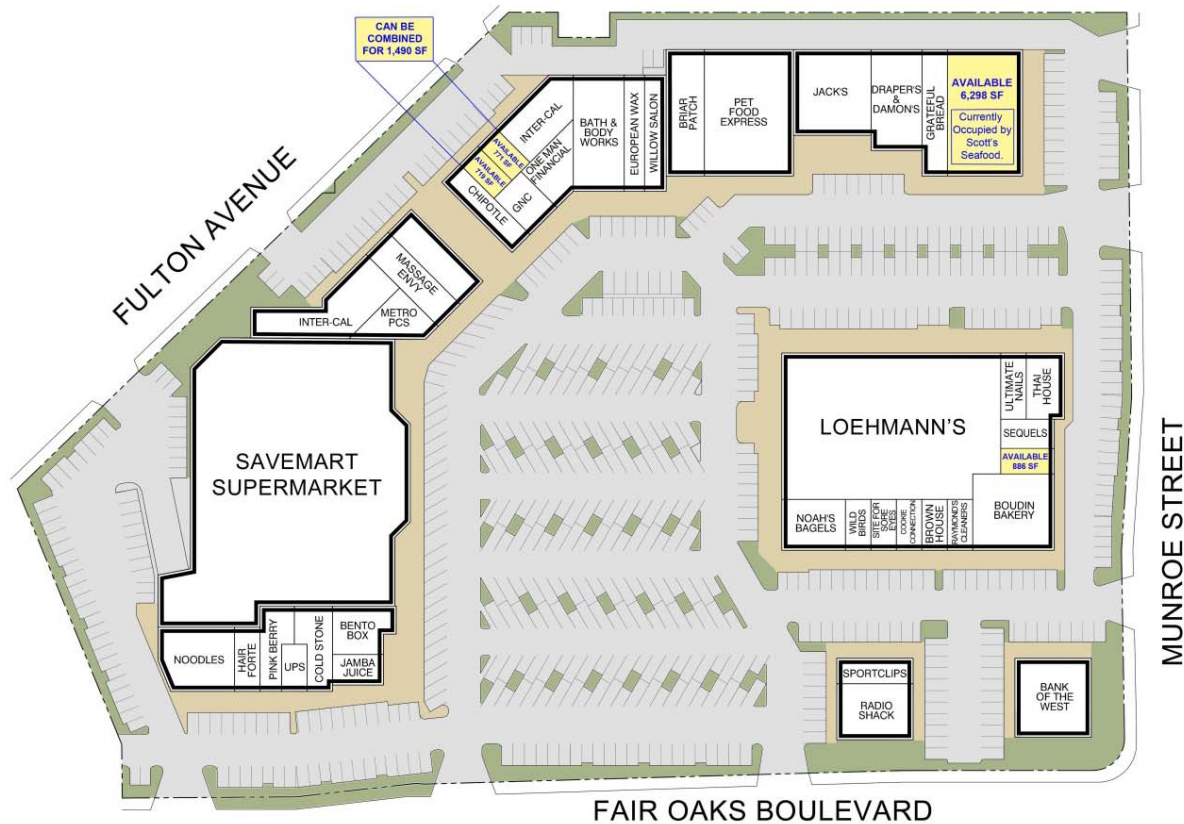 CAN BE
COMBINED
FOR 1,490 SF
FULTON AVENUE
INTER-CAL
AVAILABLE
771 SF
AVAILABLE
719 SF
CHIPOTLE
GNC
ONE MAN
FINANCIAL
BATH &
BODY
WORKS
EUROPEAN WAX
WILLOW SALON
BRIAR
PATCH
PET
FOOD
EXPRESS
JACK'S
DRAPER'S
&
DAMON'S
GRATEFUL
BREAD
AVAILABLE
6,298 SF
Currently
Occupied by
Scott's
Seafood.
MASSAGE
ENVY
METRO
PCS
INTER-CAL
SAVEMART
SUPERMARKET
LOEHMANN'S
ULTIMATE
NAILS
THAI
HOUSE
SEQUELS
AVAILABLE
886 SF
BOUDIN
BAKERY
NOAH'S
BAGELS
WILD
BIRDS
SITE FOR
SORE
EYES
COOKIE
CONNECTION
BROWN
HOUSE
RAYMOND'S
CLEANERS
MUNROE STREET
NOODLES
HAIR
FORTE
PINK BERRY
UPS
COLD STONE
BENTO
BOX
JAMBA
JUICE
SPORTCLIPS
RADIO
SHACK
BANK
OF THE
WEST
FAIR OAKS BOULEVARD